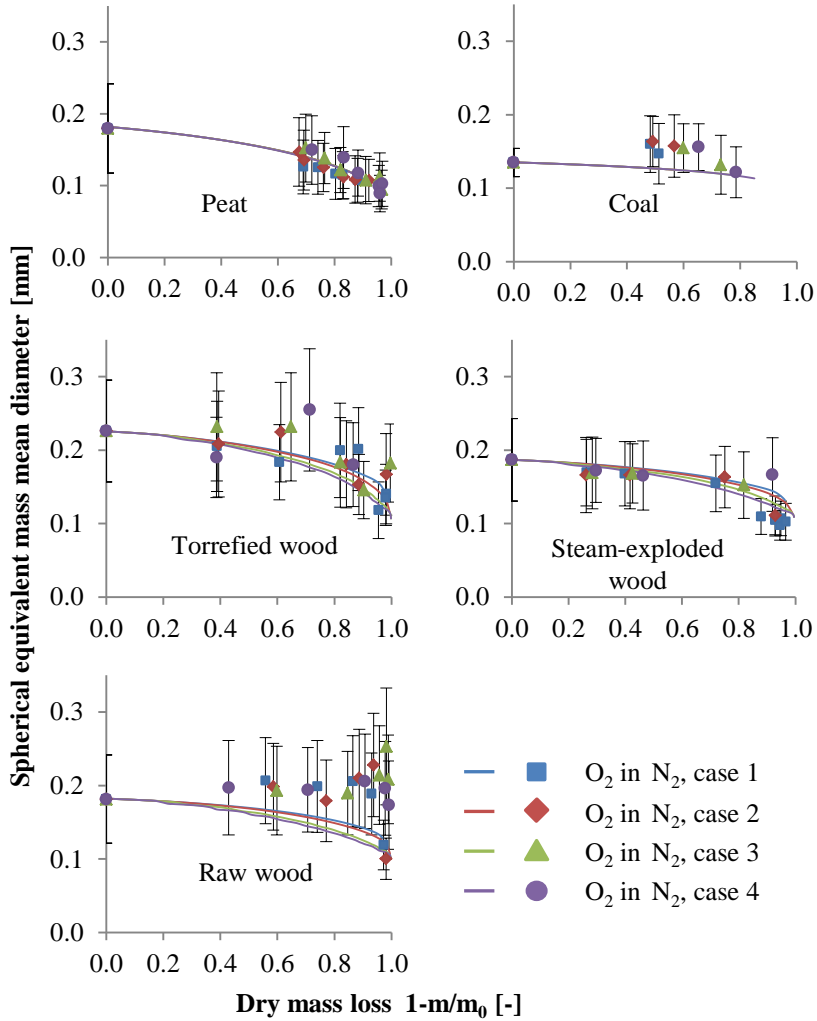 0.3
0.2
0.1
0.0
Peat
0.0 0.2 0.4 0.6 0.8 1.0
0.3
0.2
0.1
0.0
Coal
0.0 0.2 0.4 0.6 0.8 1.0
Spherical equivalent mass mean diameter [mm]
0.3
0.2
0.1
0.0
Torrefied wood
0.0 0.2 0.4 0.6 0.8 1.0
0.3
0.2
0.1
0.0
Steam-exploded
wood
0.0 0.2 0.4 0.6 0.8 1.0
0.3
0.2
0.1
0.0
Raw wood
0.0 0.2 0.4 0.6 0.8 1.0
O₂ in N₂, case 1
O₂ in N₂, case 2
O₂ in N₂, case 3
O₂ in N₂, case 4
Dry mass loss 1-m/m₀ [-]